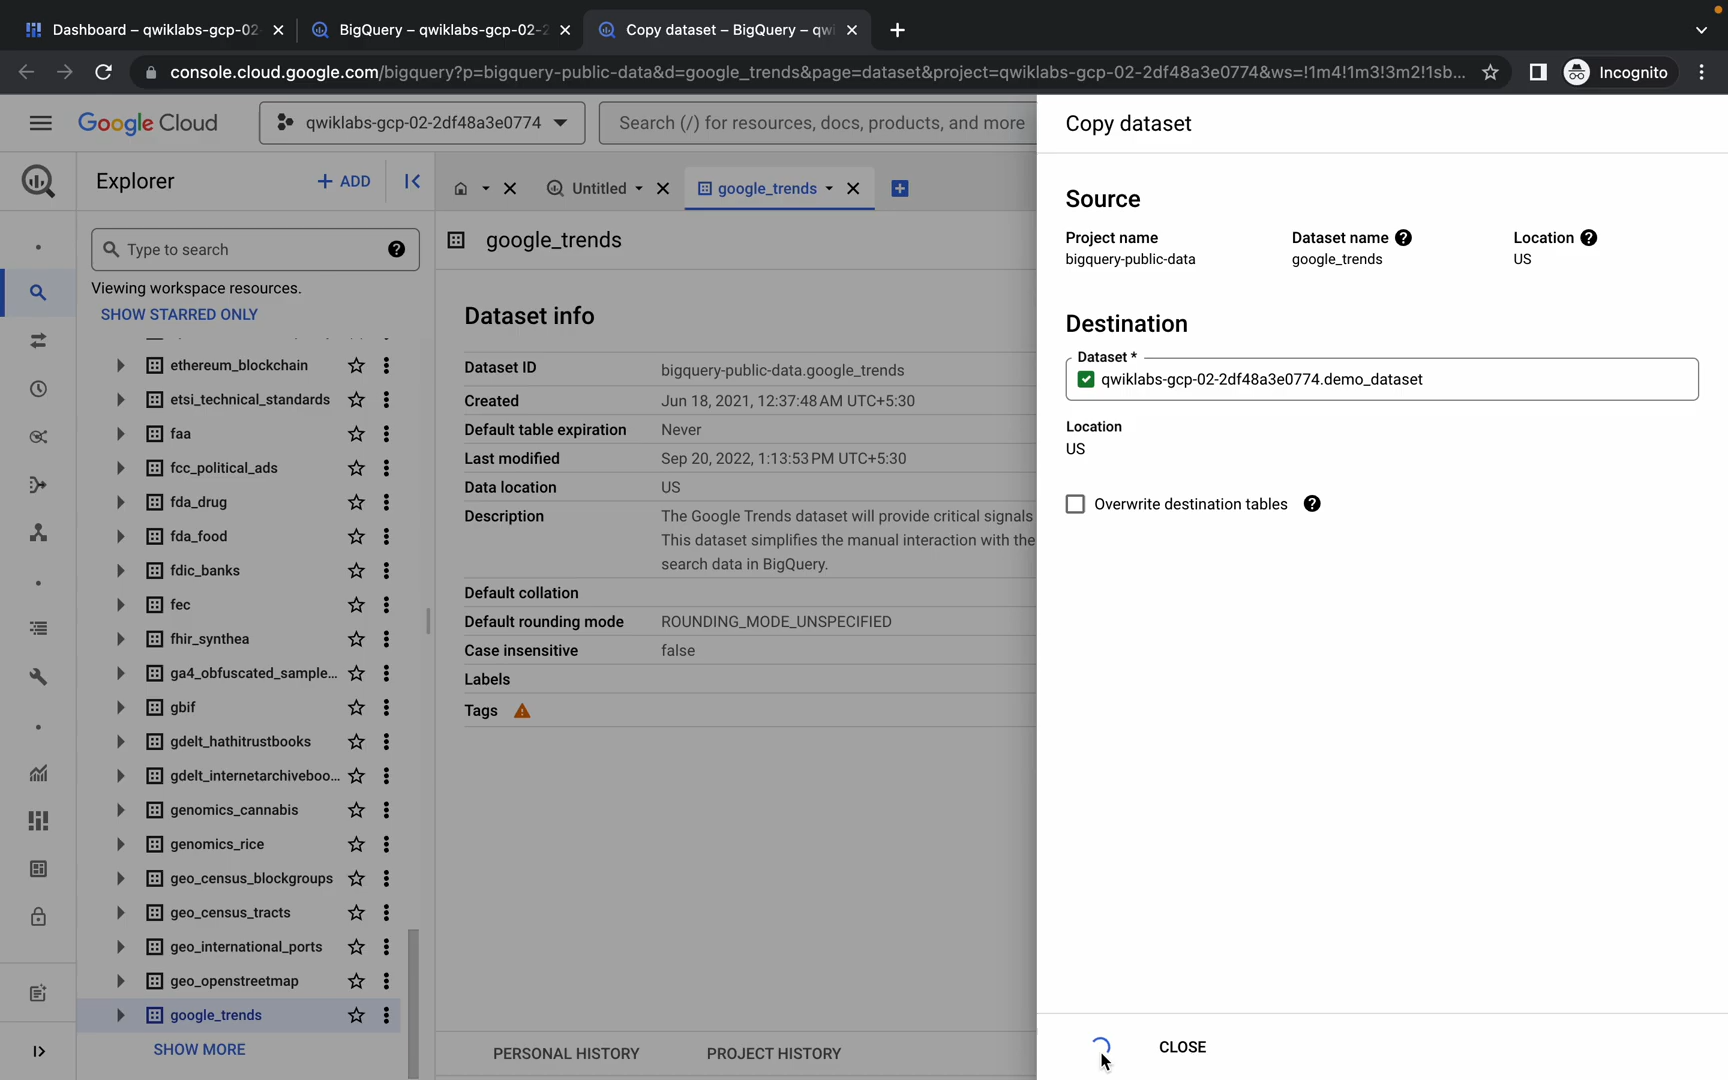 Dashboard – qwiklabs-gcp-02
BigQuery – qwiklabs-gcp-02-2
Copy dataset – BigQuery – qwi
console.cloud.google.com/bigquery?p=bigquery-public-data&d=google_trends&page=dataset&project=qwiklabs-gcp-02-2df48a3e0774&ws=!1m4!1m3!3m2!1sb...
Incognito
Google Cloud
qwiklabs-gcp-02-2df48a3e0774
Search (/) for resources, docs, products, and more
Copy dataset
Explorer
+ ADD
Untitled
google_trends
Type to search
Viewing workspace resources.
SHOW STARRED ONLY
ethereum_blockchain
etsi_technical_standards
faa
fcc_political_ads
fda_drug
fda_food
fdic_banks
fec
fhir_synthea
ga4_obfuscated_sample...
gbif
gdelt_hathitrustbooks
gdelt_internetarchiveboo...
genomics_cannabis
genomics_rice
geo_census_blockgroups
geo_census_tracts
geo_international_ports
geo_openstreetmap
google_trends
SHOW MORE
google_trends
Dataset info
Dataset ID bigquery-public-data.google_trends
Created Jun 18, 2021, 12:37:48 AM UTC+5:30
Default table expiration Never
Last modified Sep 20, 2022, 1:13:53 PM UTC+5:30
Data location US
Description The Google Trends dataset will provide critical signals
This dataset simplifies the manual interaction with the
search data in BigQuery.
Default collation
Default rounding mode ROUNDING_MODE_UNSPECIFIED
Case insensitive false
Labels
Tags
PERSONAL HISTORY PROJECT HISTORY
Source
Project name Dataset name Location
bigquery-public-data google_trends US
Destination
Dataset *
qwiklabs-gcp-02-2df48a3e0774.demo_dataset
Location
US
Overwrite destination tables
CLOSE